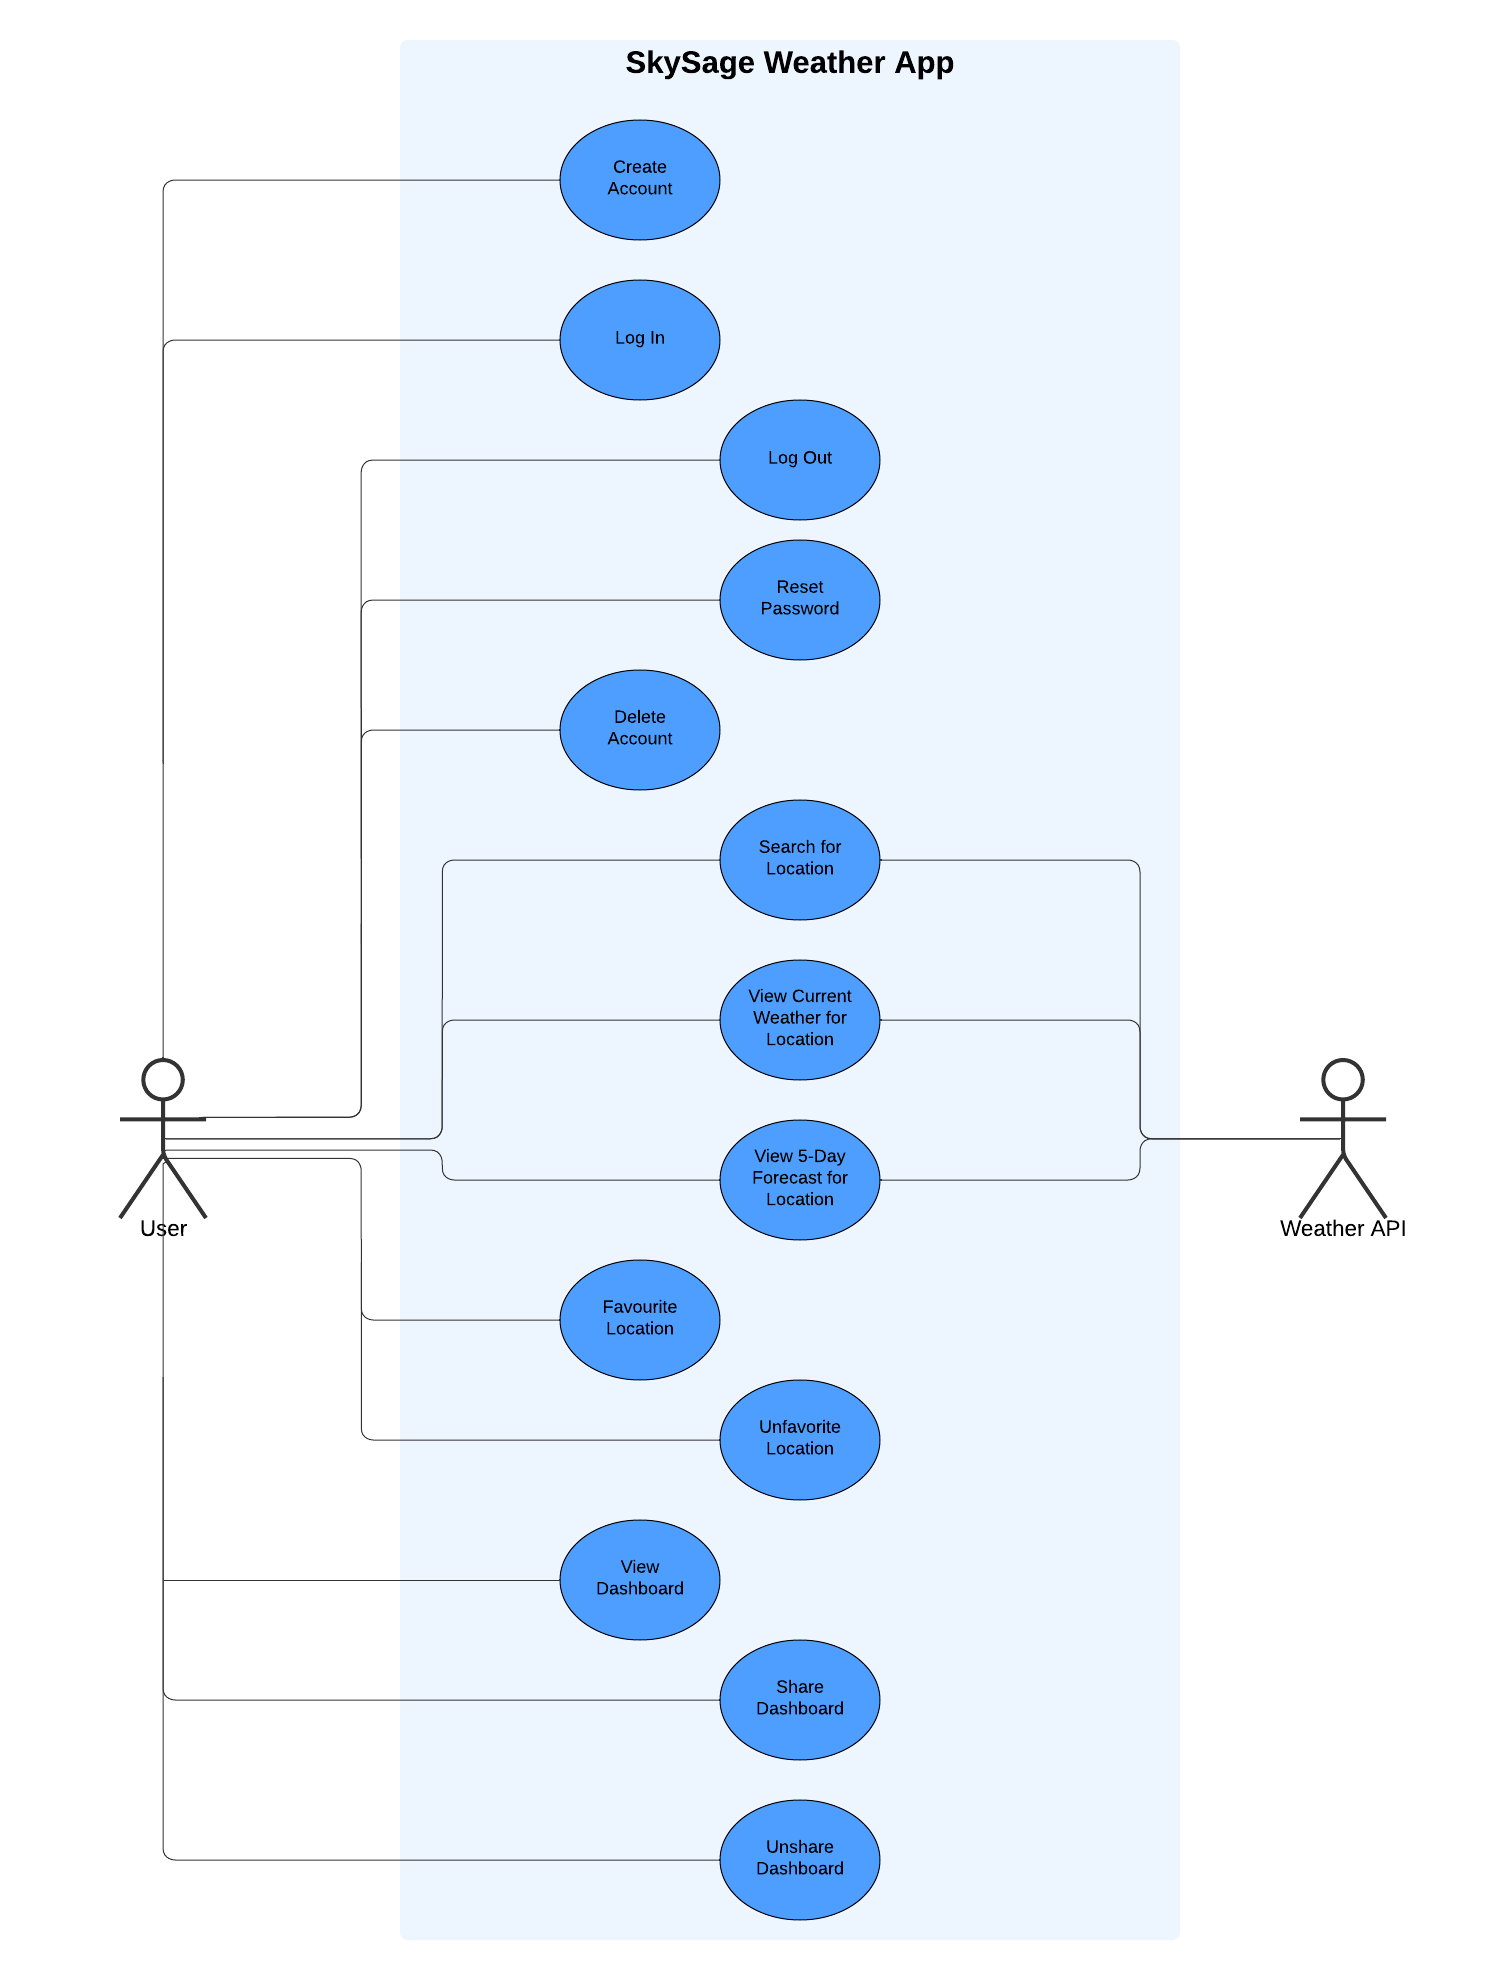 SkySage Weather App
Create
Account
Log In
Log Out
Reset
Password
Delete
Account
Search for
Location
View Current
Weather for
Location
View 5-Day
Forecast for
Location
User
Weather API
Favourite
Location
Unfavorite
Location
View
Dashboard
Share
Dashboard
Unshare
Dashboard